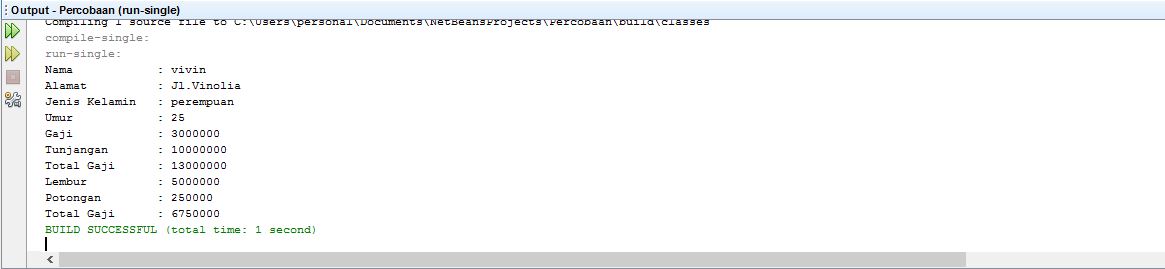 Output - Percobaan (run-single)
Compiling 1 source file to C:\Users\personal\Documents\NetBeansProjects\Percobaan\build\classes
compile-single:
run-single:
Nama : vivin
Alamat : Jl.Vinolia
Jenis Kelamin : perempuan
Umur : 25
Gaji : 3000000
Tunjangan : 10000000
Total Gaji : 13000000
Lembur : 5000000
Potongan : 250000
Total Gaji : 6750000
BUILD SUCCESSFUL (total time: 1 second)